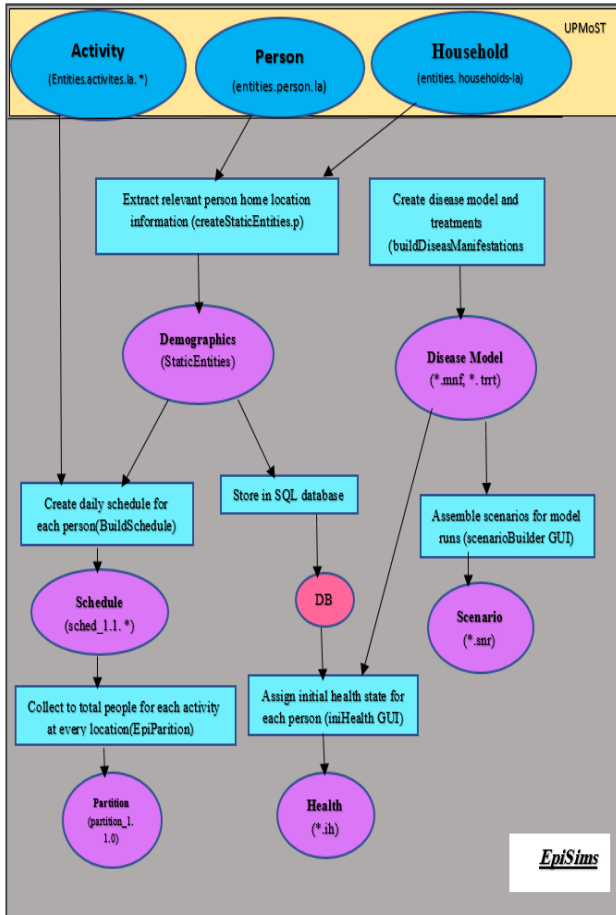 UPMoST
Activity
(Entities.activites.la. *)
Person
(entities.person.la)
Household
(entities. households-la)
Extract relevant person home location
information (createStaticEntities.p)
Create disease model and
treatments
(buildDiseasManifestations
Demographics
(StaticEntities)
Disease Model
(*.mnf, *. trrt)
Create daily schedule for
each person(BuildSchedule)
Store in SQL database
Assemble scenarios for model
runs (scenarioBuilder GUI)
Schedule
(sched_1.1. *)
DB
Scenario
(*.snr)
Collect to total people for each activity
at every location(EpiParition)
Assign initial health state for
each person (iniHealth GUI)
Partition
(partition_1.
1.0)
Health
(*.ih)
EpiSims